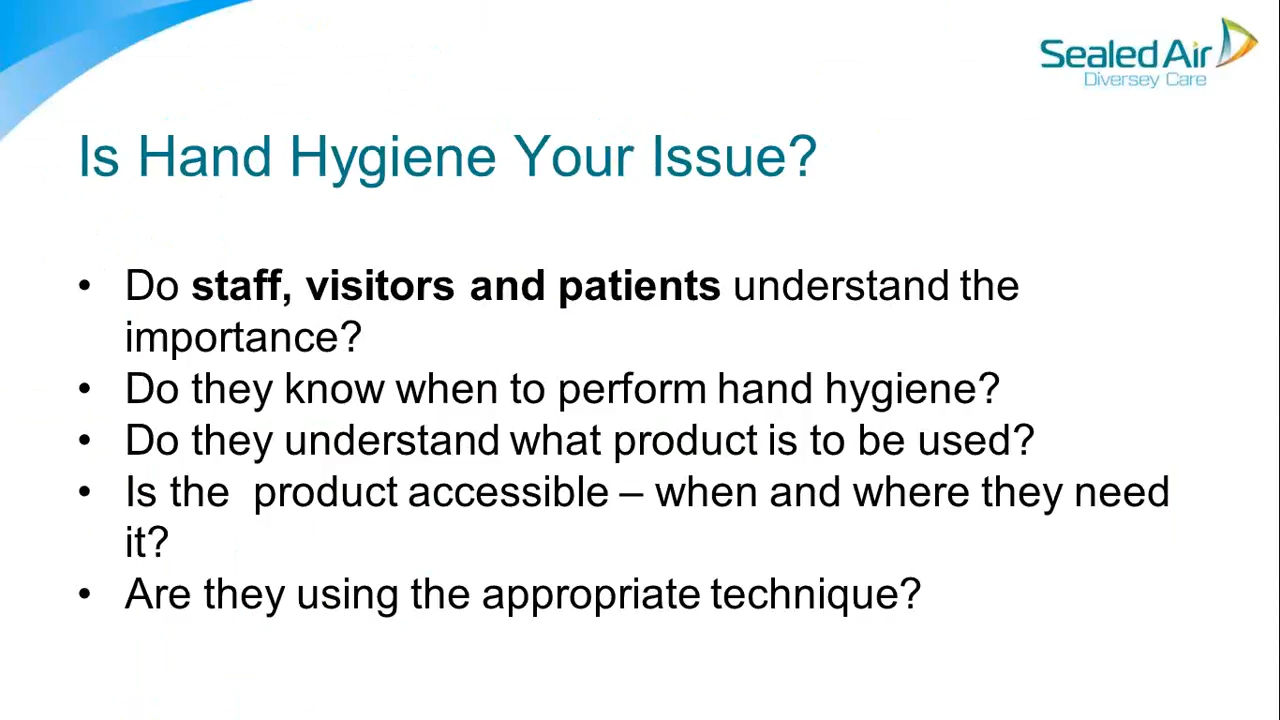 Sealed Air
Diversey Care
Is Hand Hygiene Your Issue?
• Do staff, visitors and patients understand the
importance?
• Do they know when to perform hand hygiene?
• Do they understand what product is to be used?
• Is the  product accessible – when and where they need
it?
• Are they using the appropriate technique?